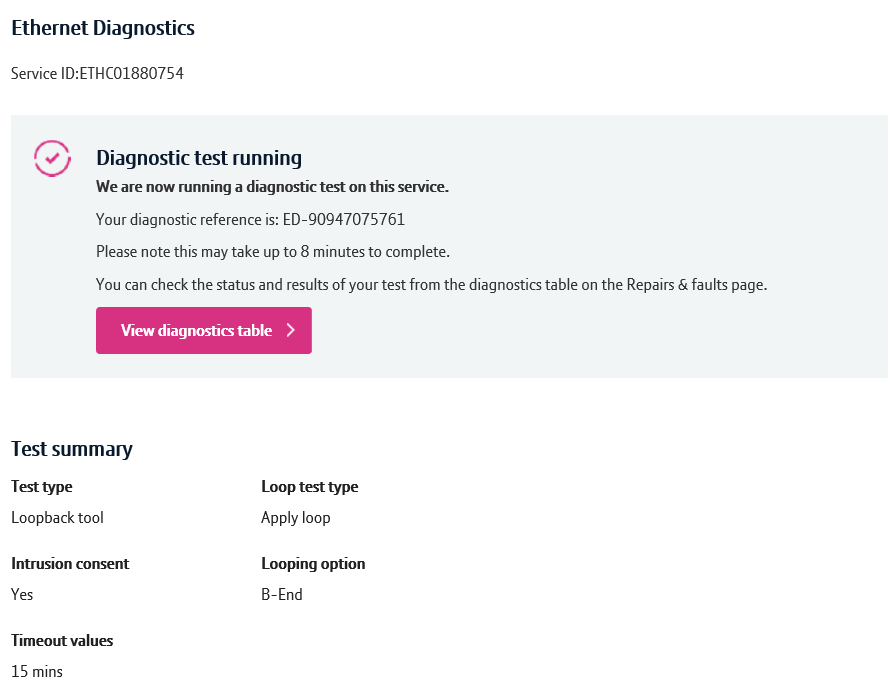 Ethernet Diagnostics
Service ID:ETHC01880754
Diagnostic test running
We are now running a diagnostic test on this service.
Your diagnostic reference is: ED-90947075761
Please note this may take up to 8 minutes to complete.
You can check the status and results of your test from the diagnostics table on the Repairs & faults page.
View diagnostics table
Test summary
Test type
Loop test type
Loopback tool
Apply loop
Intrusion consent
Looping option
Yes
B-End
Timeout values
15 mins